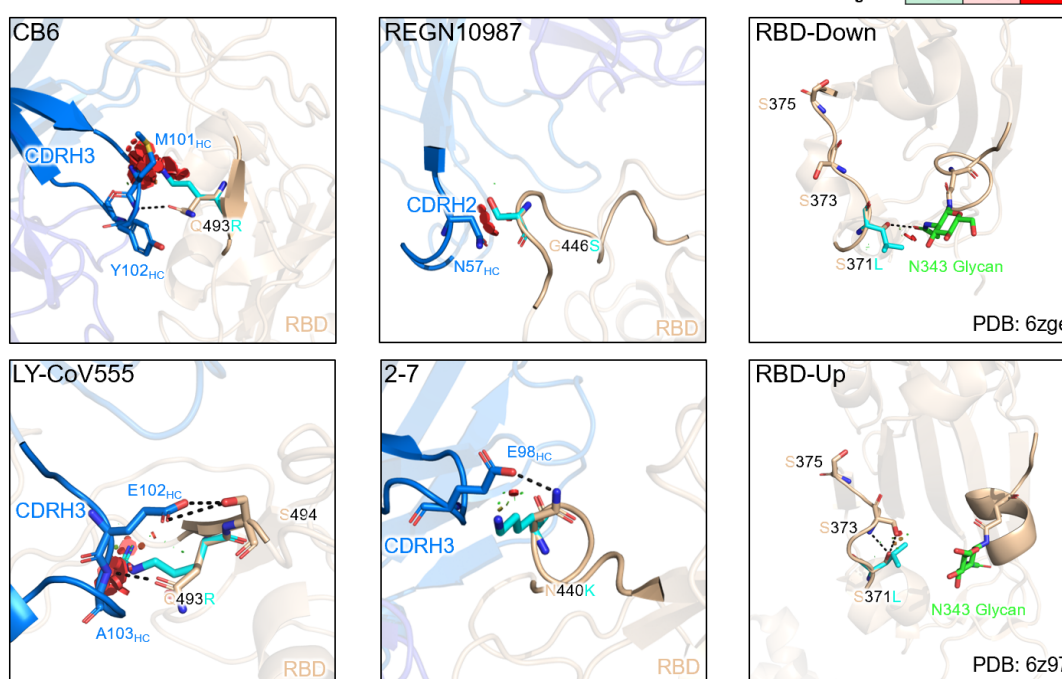 CB6
CDRH3
M101HC
Q493R
Y102HC
RBD
REGN10987
CDRH2
N57HC
G446S
RBD
RBD-Down
S375
S373
S371L
N343 Glycan
PDB: 6zge
LY-CoV555
E102HC
CDRH3
S494
Q493R
A103HC
RBD
2-7
E98HC
CDRH3
N440K
RBD
RBD-Up
S375
S373
S371L
N343 Glycan
PDB: 6z97